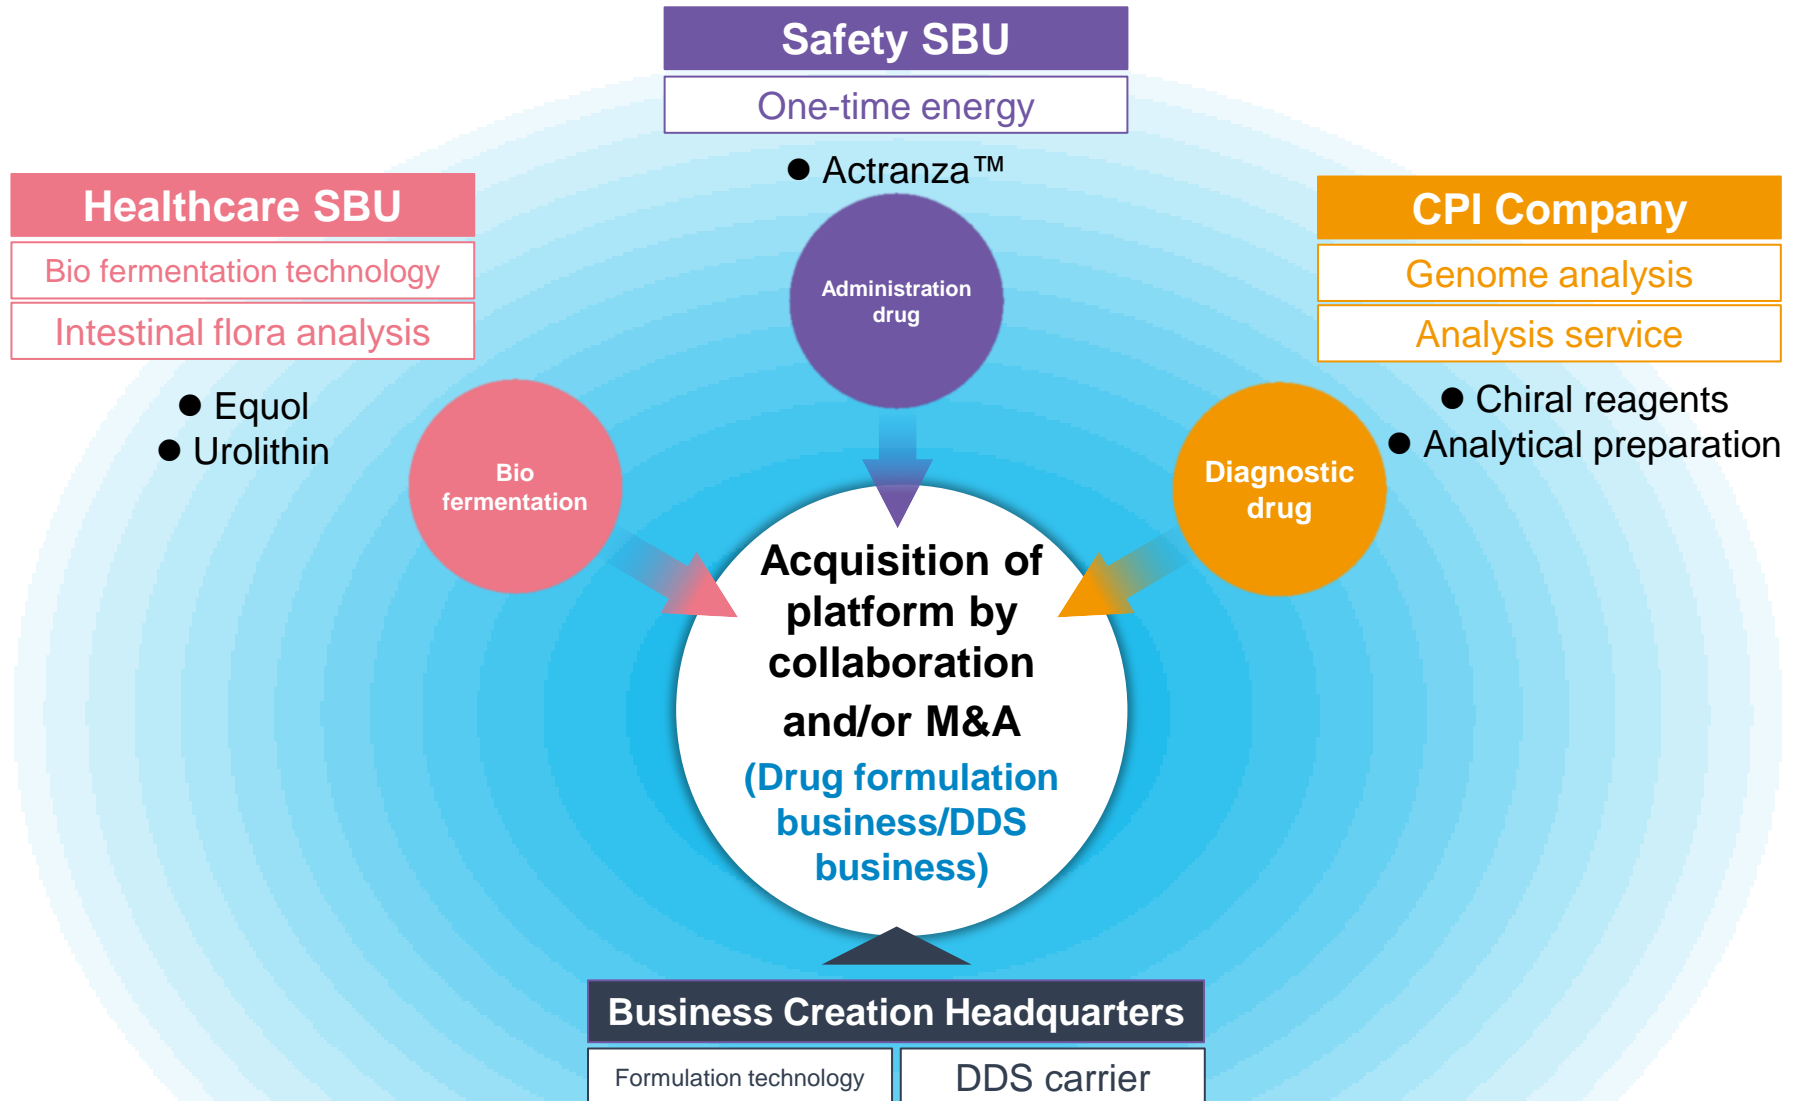 Safety SBU
One-time energy
● Actranza™
Healthcare SBU
Bio fermentation technology
Intestinal flora analysis
● Equol
● Urolithin
CPI Company
Genome analysis
Analysis service
● Chiral reagents
● Analytical preparation
Administration
drug
Bio
fermentation
Diagnostic
drug
Acquisition of
platform by
collaboration
and/or M&A
(Drug formulation
business/DDS
business)
Business Creation Headquarters
Formulation technology
DDS carrier